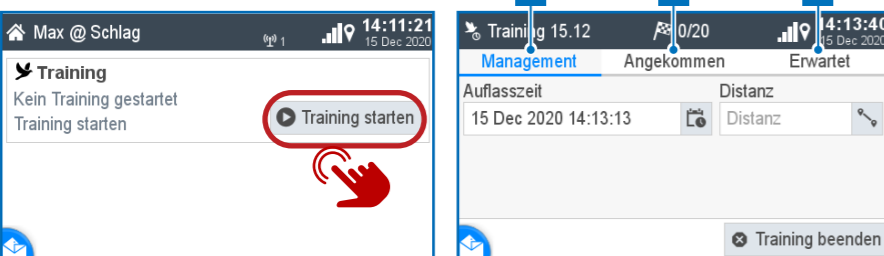 Max @ Schlag
1
14:11:21
15 Dec 2020
Training
Kein Training gestartet
Training starten
Training starten
Training 15.12
0/20
14:13:40
15 Dec 2020
Management
Angekommen
Erwartet
Auflasszeit
Distanz
15 Dec 2020 14:13:13
Distanz
Training beenden